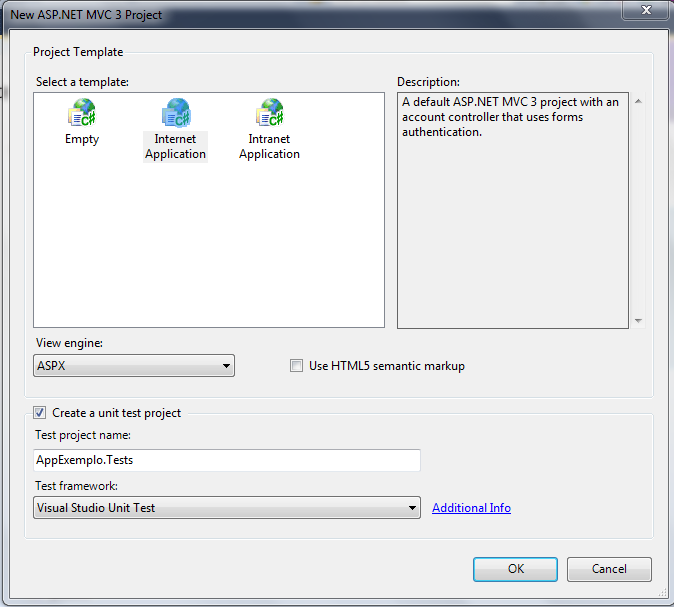 New ASP.NET MVC 3 Project
Project Template
Select a template:
Description:
Empty
Internet
Application
Intranet
Application
A default ASP.NET MVC 3 project with an
account controller that uses forms
authentication.
View engine:
ASPX
Use HTML5 semantic markup
Create a unit test project
Test project name:
AppExemplo.Tests
Test framework:
Visual Studio Unit Test
Additional Info
OK
Cancel